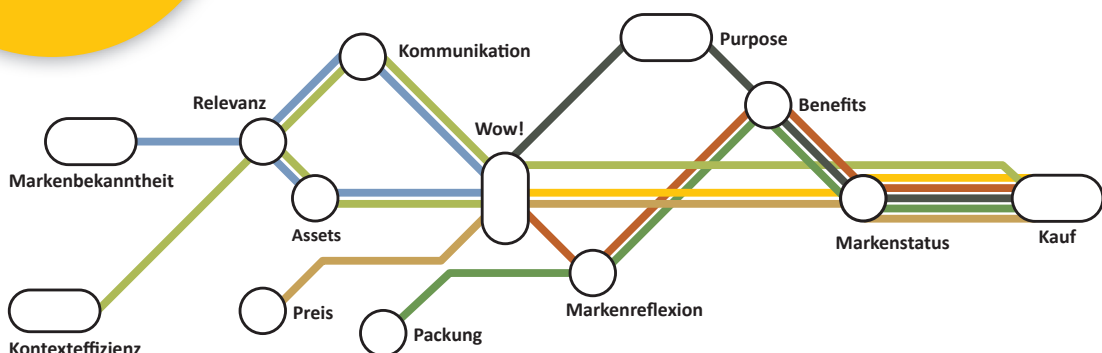 Kommunikation
Purpose
Relevanz
Benefits
Wow!
Markenbekanntheit
Assets
Markenstatus
Kauf
Preis
Markenreflexion
Packung
Kontexteffizienz